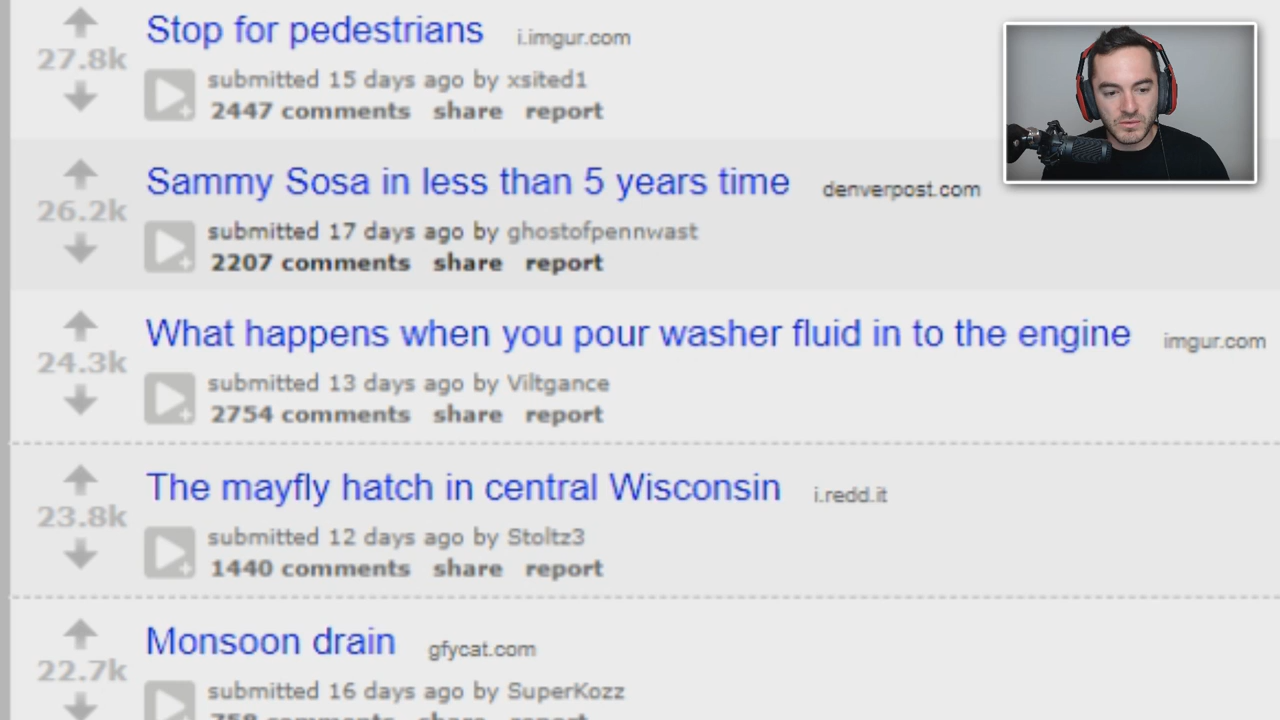 Stop for pedestrians i.imgur.com
27.8k
submitted 15 days ago by xsited1
2447 comments share report
Sammy Sosa in less than 5 years time denverpost.com
26.2k
submitted 17 days ago by ghostofpennwast
2207 comments share report
What happens when you pour washer fluid in to the engine imgur.com
24.3k
submitted 13 days ago by Viltgance
2754 comments share report
The mayfly hatch in central Wisconsin i.redd.it
23.8k
submitted 12 days ago by Stoltz3
1440 comments share report
Monsoon drain gfycat.com
22.7k
submitted 16 days ago by SuperKozz
comments share report